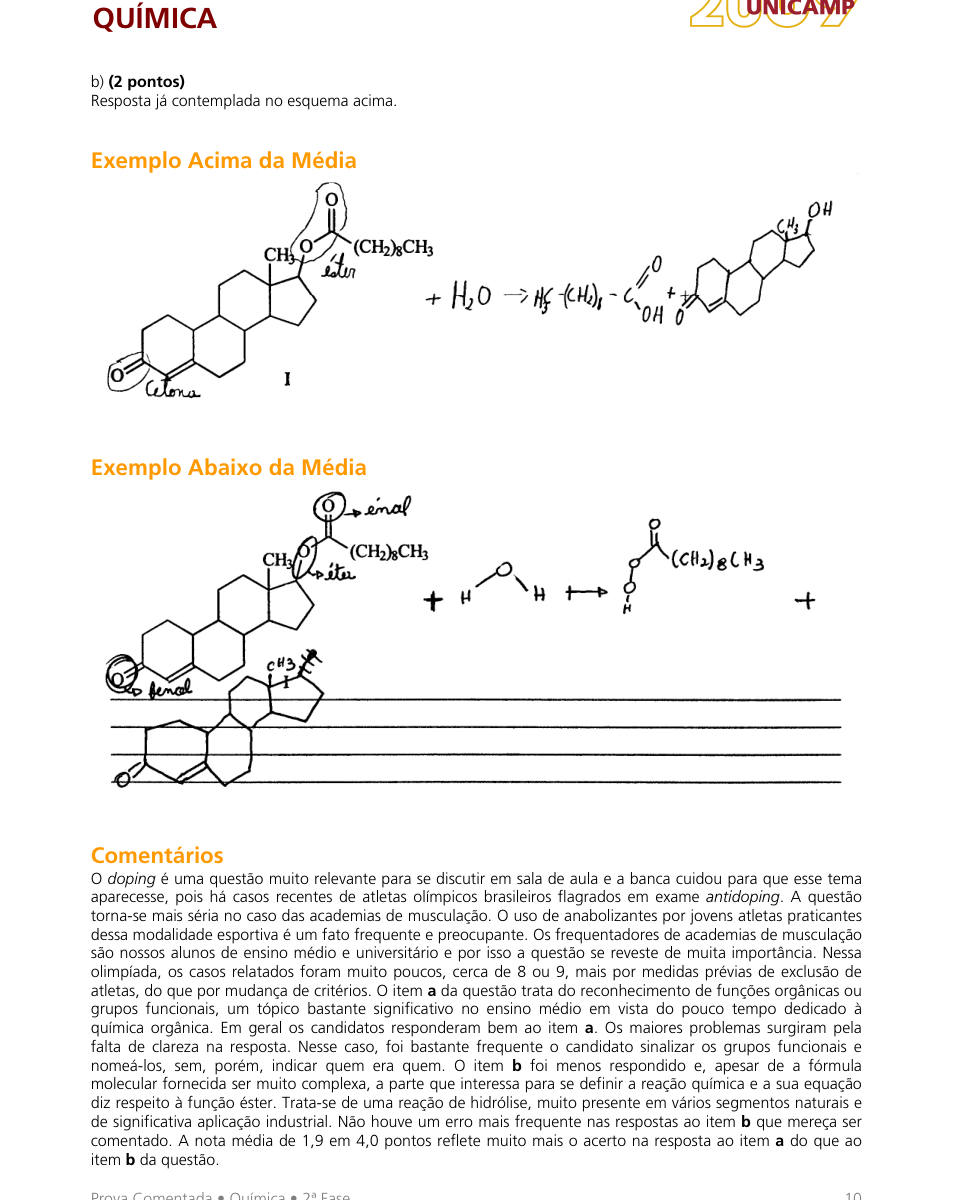 QUÍMICA
2009
UNICAMP
b) (2 pontos)
Resposta já contemplada no esquema acima.
Exemplo Acima da Média
O
O
CH3
(CH2)8CH3
éster
O
cetona
I
+ H2O →
O
OH
+
CH3
OH
O
Exemplo Abaixo da Média
O
énal
O
CH3
(CH2)8CH3
éter
O
fenol
I
+
H
O
H
O
O
O
H
(CH2)8CH3
+
CH3
O
Comentários
O doping é uma questão muito relevante para se discutir em sala de aula e a banca cuidou para que esse tema
aparecesse, pois há casos recentes de atletas olímpicos brasileiros flagrados em exame antidoping. A questão
torna-se mais séria no caso das academias de musculação. O uso de anabolizantes por jovens atletas praticantes
dessa modalidade esportiva é um fato frequente e preocupante. Os frequentadores de academias de musculação
são nossos alunos de ensino médio e universitário e por isso a questão se reveste de muita importância. Nessa
olimpíada, os casos relatados foram muito poucos, cerca de 8 ou 9, mais por medidas prévias de exclusão de
atletas, do que por mudança de critérios. O item a da questão trata do reconhecimento de funções orgânicas ou
grupos funcionais, um tópico bastante significativo no ensino médio em vista do pouco tempo dedicado à
química orgânica. Em geral os candidatos responderam bem ao item a. Os maiores problemas surgiram pela
falta de clareza na resposta. Nesse caso, foi bastante frequente o candidato sinalizar os grupos funcionais e
nomeá-los, sem, porém, indicar quem era quem. O item b foi menos respondido e, apesar de a fórmula
molecular fornecida ser muito complexa, a parte que interessa para se definir a reação química e a sua equação
diz respeito à função éster. Trata-se de uma reação de hidrólise, muito presente em vários segmentos naturais e
de significativa aplicação industrial. Não houve um erro mais frequente nas respostas ao item b que mereça ser
comentado. A nota média de 1,9 em 4,0 pontos reflete muito mais o acerto na resposta ao item a do que ao
item b da questão.
Prova Comentada • Química • 2ª Fase
10